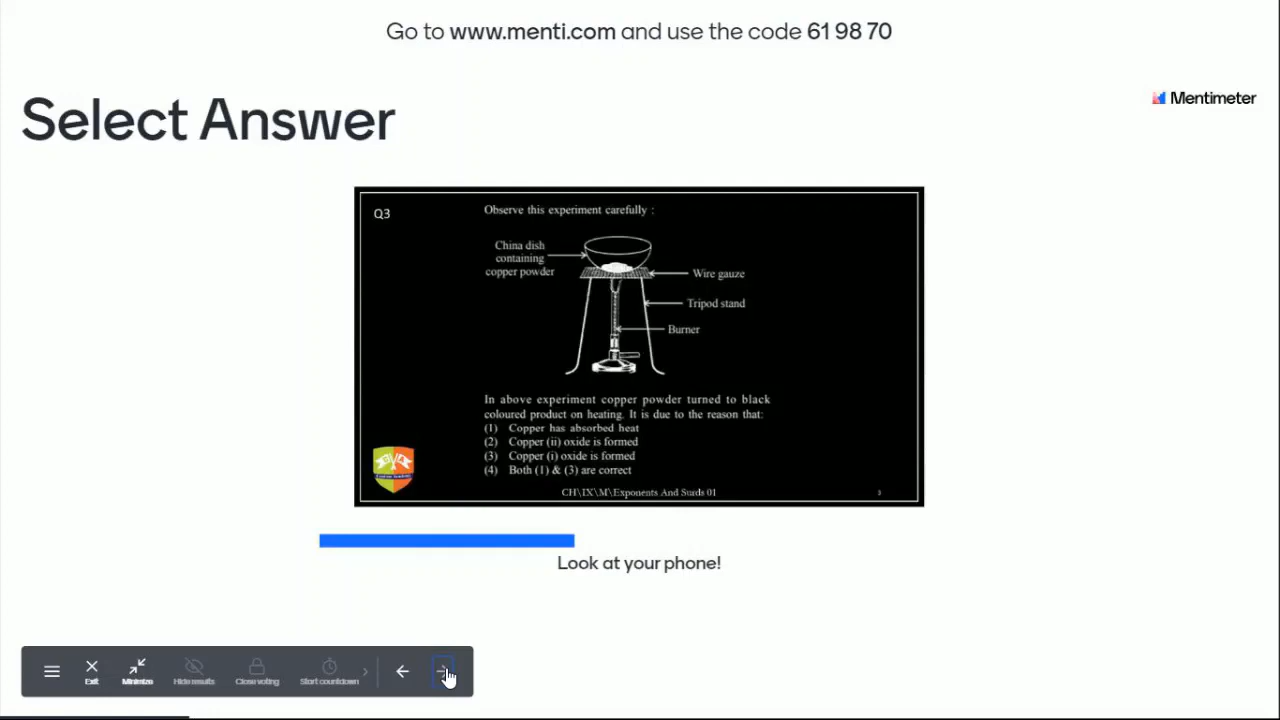 Go to www.menti.com and use the code 61 98 70
Select Answer
Mentimeter
Q3
Observe this experiment carefully :
China dish
containing
copper powder
Wire gauze
Tripod stand
Burner
In above experiment copper powder turned to black
coloured product on heating. It is due to the reason that:
(1) Copper has absorbed heat
(2) Copper (ii) oxide is formed
(3) Copper (i) oxide is formed
(4) Both (1) & (3) are correct
CH\IX\M\Exponents And Surds 01
3
Look at your phone!
Exit
Minimize
Hide results
Close voting
Start countdown